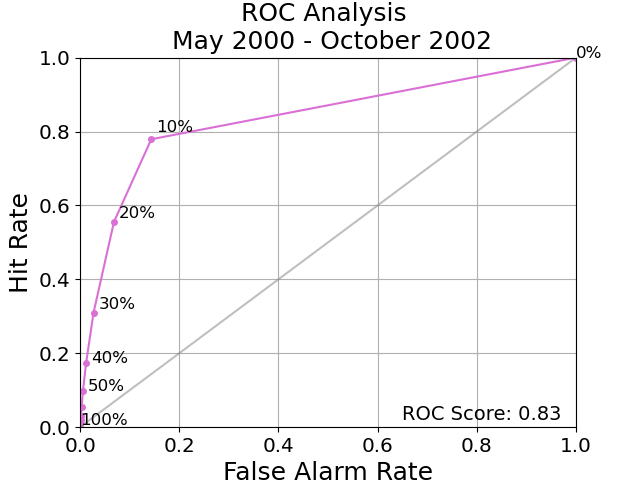 ROC Analysis
May 2000 - October 2002
1.0
0.8
0.6
0.4
0.2
0.0
Hit Rate
0%
10%
20%
30%
40%
50%
100%
ROC Score: 0.83
0.0 0.2 0.4 0.6 0.8 1.0
False Alarm Rate